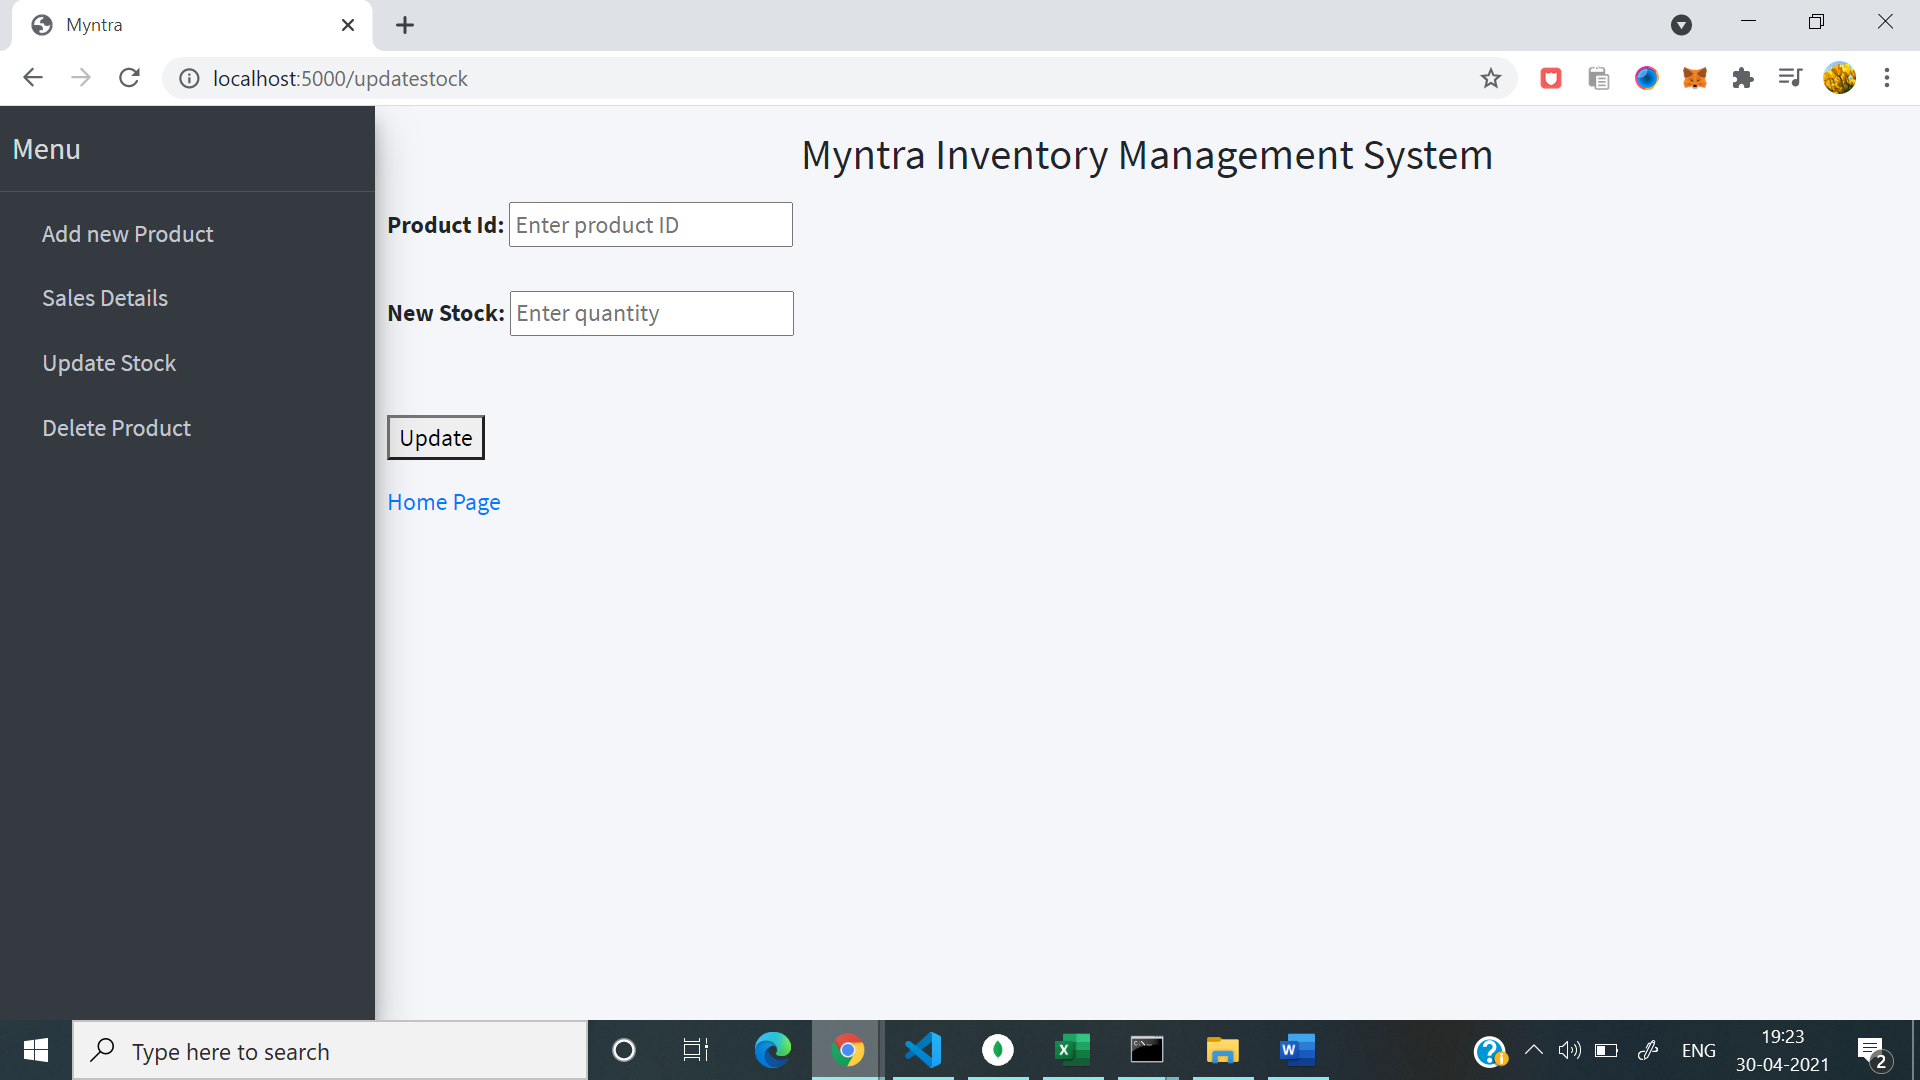 Myntra
localhost:5000/updatestock
Menu
Add new Product
Sales Details
Update Stock
Delete Product
Myntra Inventory Management System
Product Id: Enter product ID
New Stock: Enter quantity
Update
Home Page
Type here to search
ENG
19:23
30-04-2021
2